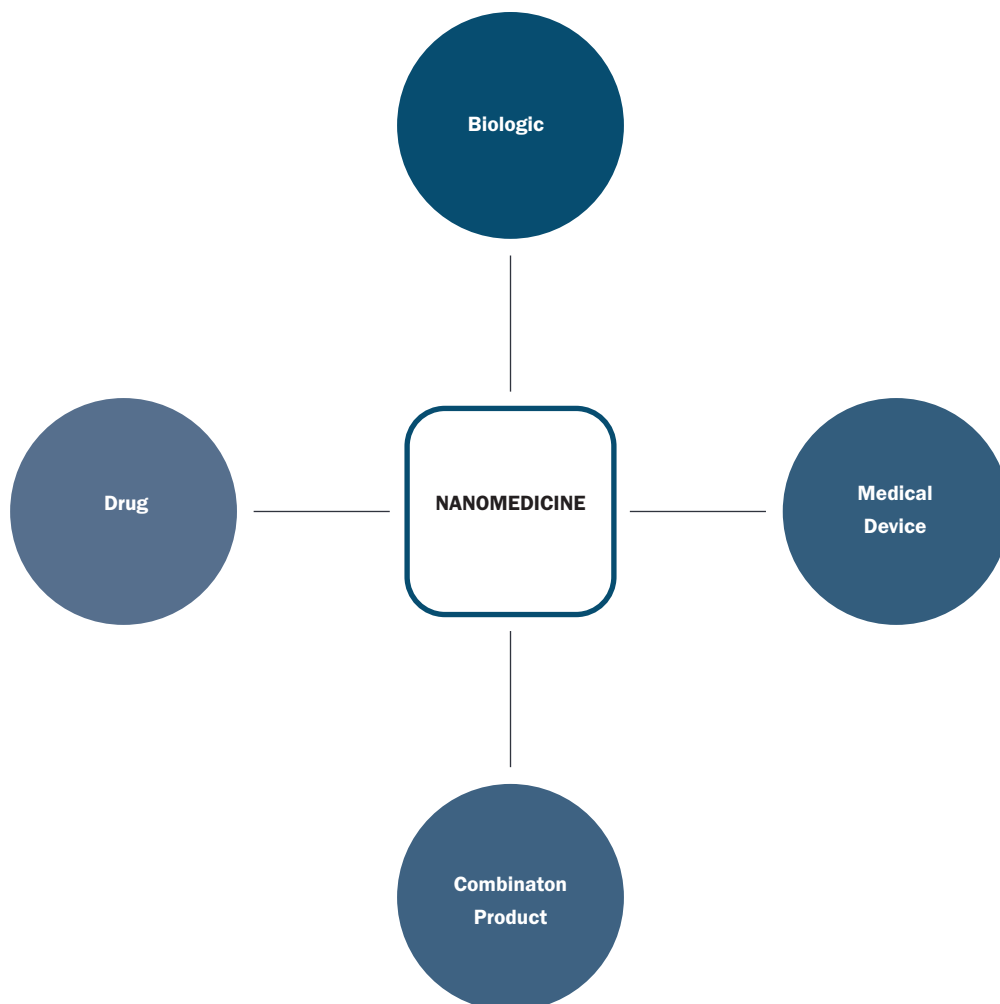 Biologic
Drug
NANOMEDICINE
Medical
Device
Combinaton
Product